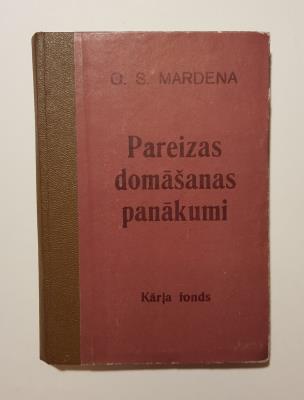 O. S. MARDENA
Pareizas
domāšanas
panākumi
Kārļa fonds